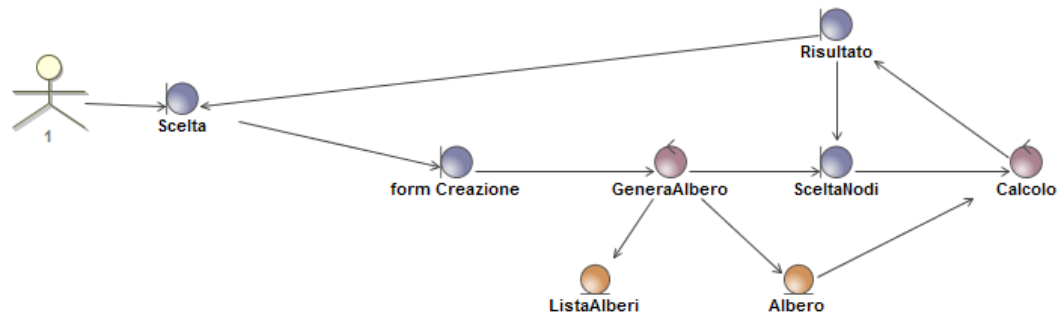 Risultato
1
Scelta
form Creazione
GeneraAlbero
SceltaNodi
Calcolo
ListaAlberi
Albero